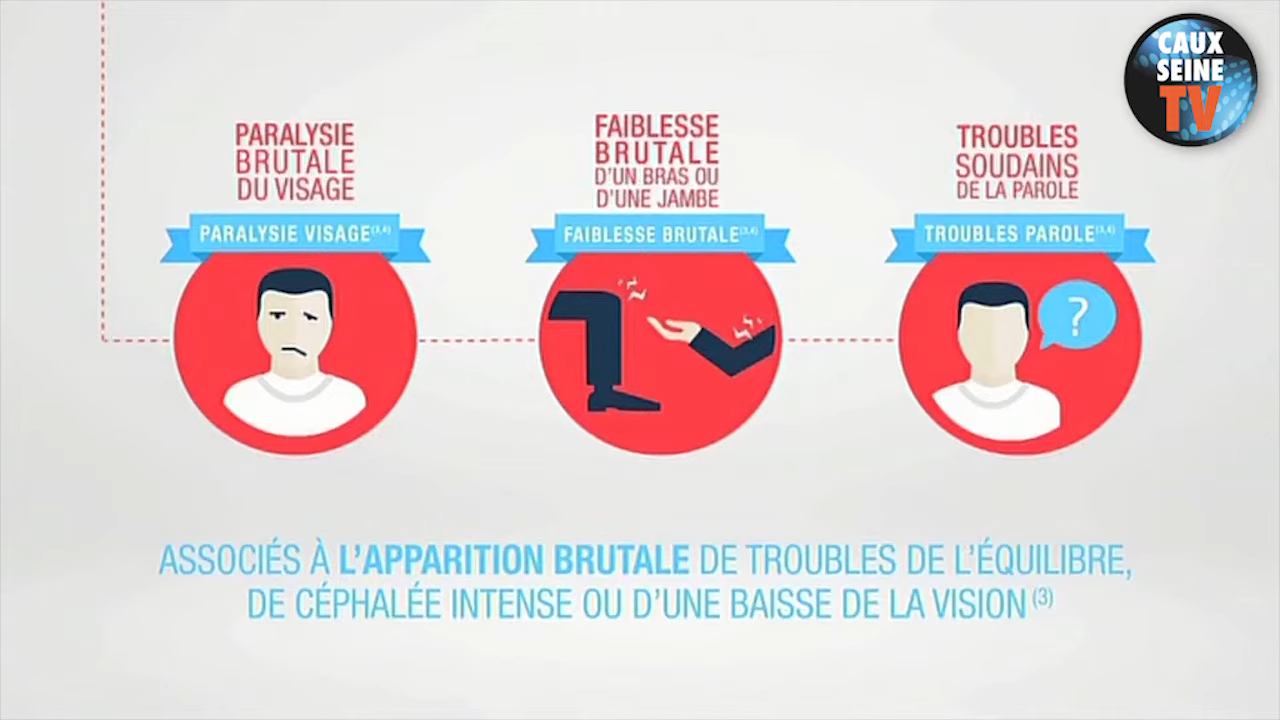 CAUX
SEINE
TV
PARALYSIE
BRUTALE
DU VISAGE
PARALYSIE VISAGE(3,4)
FAIBLESSE
BRUTALE
D'UN BRAS OU
D'UNE JAMBE
FAIBLESSE BRUTALE(3,4)
TROUBLES
SOUDAINS
DE LA PAROLE
TROUBLES PAROLE(3,4)
?
ASSOCIÉS À L'APPARITION BRUTALE DE TROUBLES DE L'ÉQUILIBRE,
DE CÉPHALÉE INTENSE OU D'UNE BAISSE DE LA VISION (3)